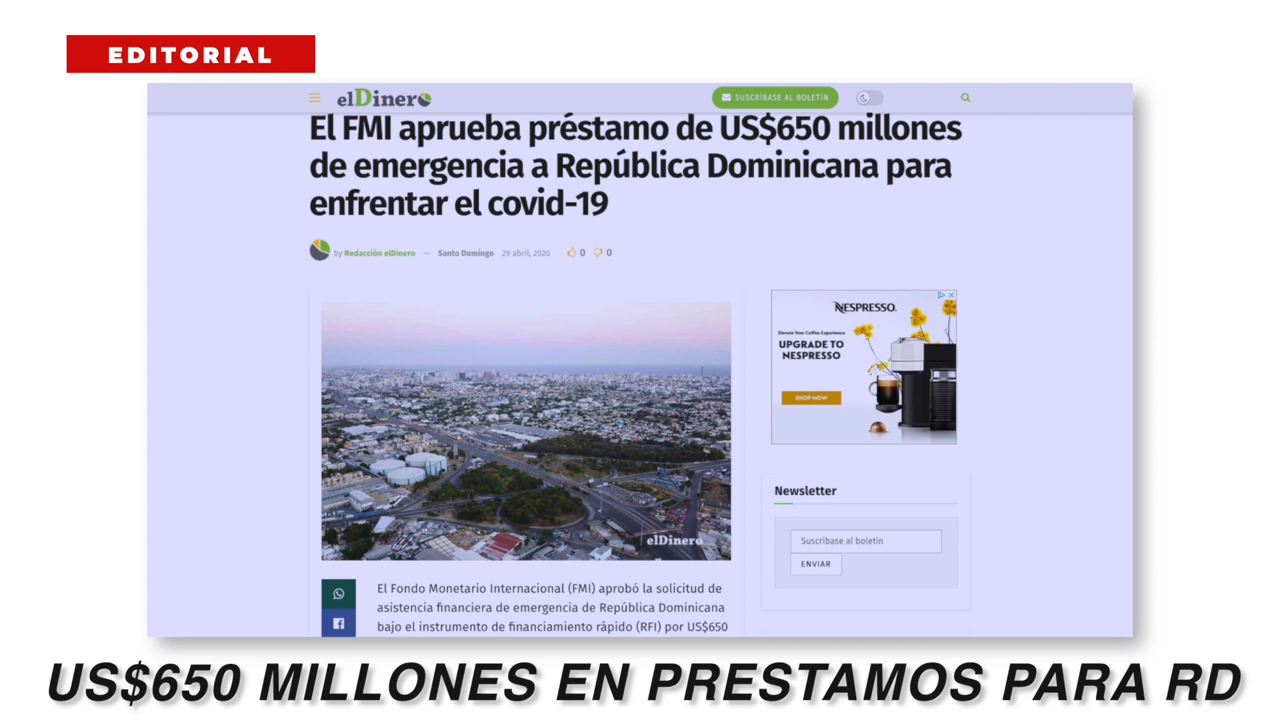 EDITORIAL
elDinero
SUSCRÍBASE AL BOLETÍN
El FMI aprueba préstamo de US$650 millones
de emergencia a República Dominicana para
enfrentar el covid-19
by Redacción elDinero — Santo Domingo 29 abril, 2020 0 0
NESPRESSO.
Elevate Your Coffee Experience
UPGRADE TO
NESPRESSO
SHOP NOW
Newsletter
Suscríbase al boletín
ENVIAR
elDinero
El Fondo Monetario Internacional (FMI) aprobó la solicitud de
asistencia financiera de emergencia de República Dominicana
bajo el instrumento de financiamiento rápido (RFI) por US$650
US$650 MILLONES EN PRESTAMOS PARA RD